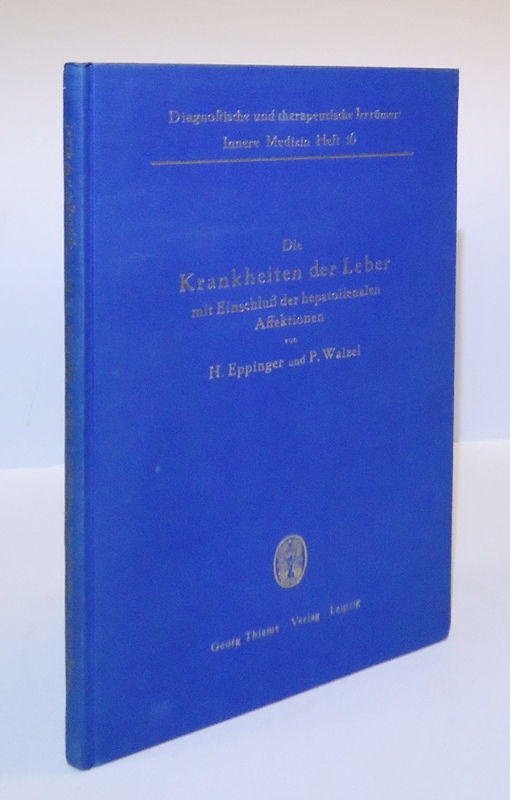 Diagnostische und therapeutische Irrtümer:
Innere Medizin Heft 16
Die
Krankheiten der Leber
mit Einschluß der hepatolienalen
Affektionen
von
H. Eppinger und P. Walzel
Georg Thieme Verlag Leipzig